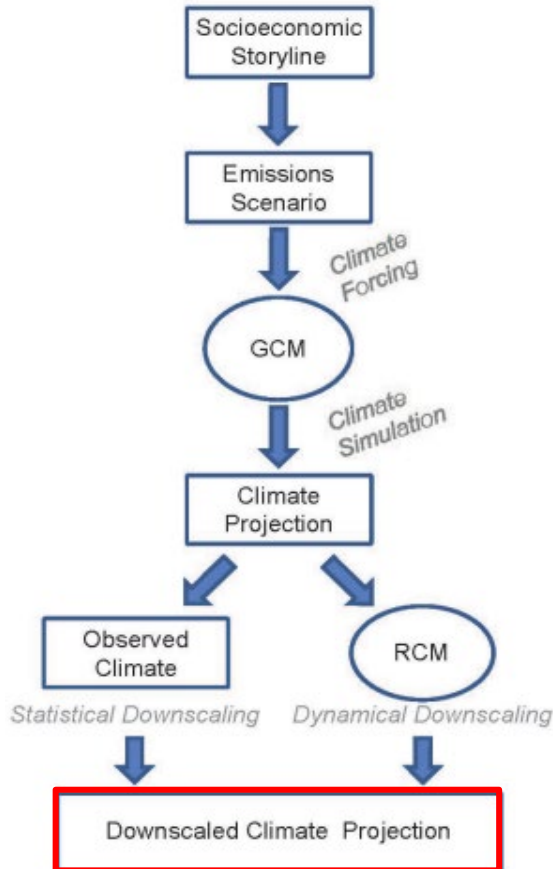 Socioeconomic
Storyline
Emissions
Scenario
Climate
Forcing
GCM
Climate
Simulation
Climate
Projection
Observed
Climate
RCM
Statistical Downscaling
Dynamical Downscaling
Downscaled Climate Projection